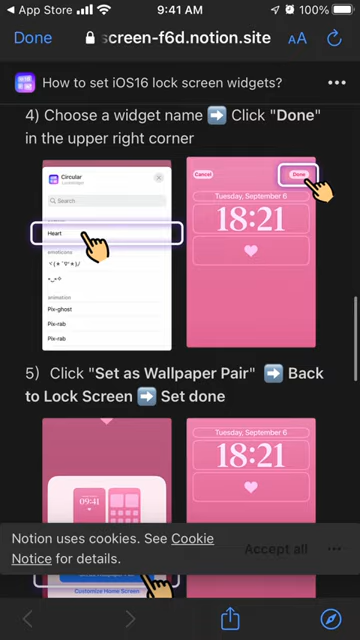 App Store 9:41 AM 100%
Done screen-f6d.notion.site AA
How to set iOS16 lock screen widgets? •••
4) Choose a widget name ➡️ Click "Done"
in the upper right corner
Circular
Search
Heart
emoticons
ヾ(*´∇`*)ﾉ
animation
Pix-ghost
Pix-rab
Pix-rab
Cancel Done
Tuesday, September 6
18:21
5) Click "Set as Wallpaper Pair" ➡️ Back
to Lock Screen ➡️ Set done
09:41
Customize Home Screen
Tuesday, September 6
18:21
Notion uses cookies. See Cookie
Notice for details.
Accept all •••